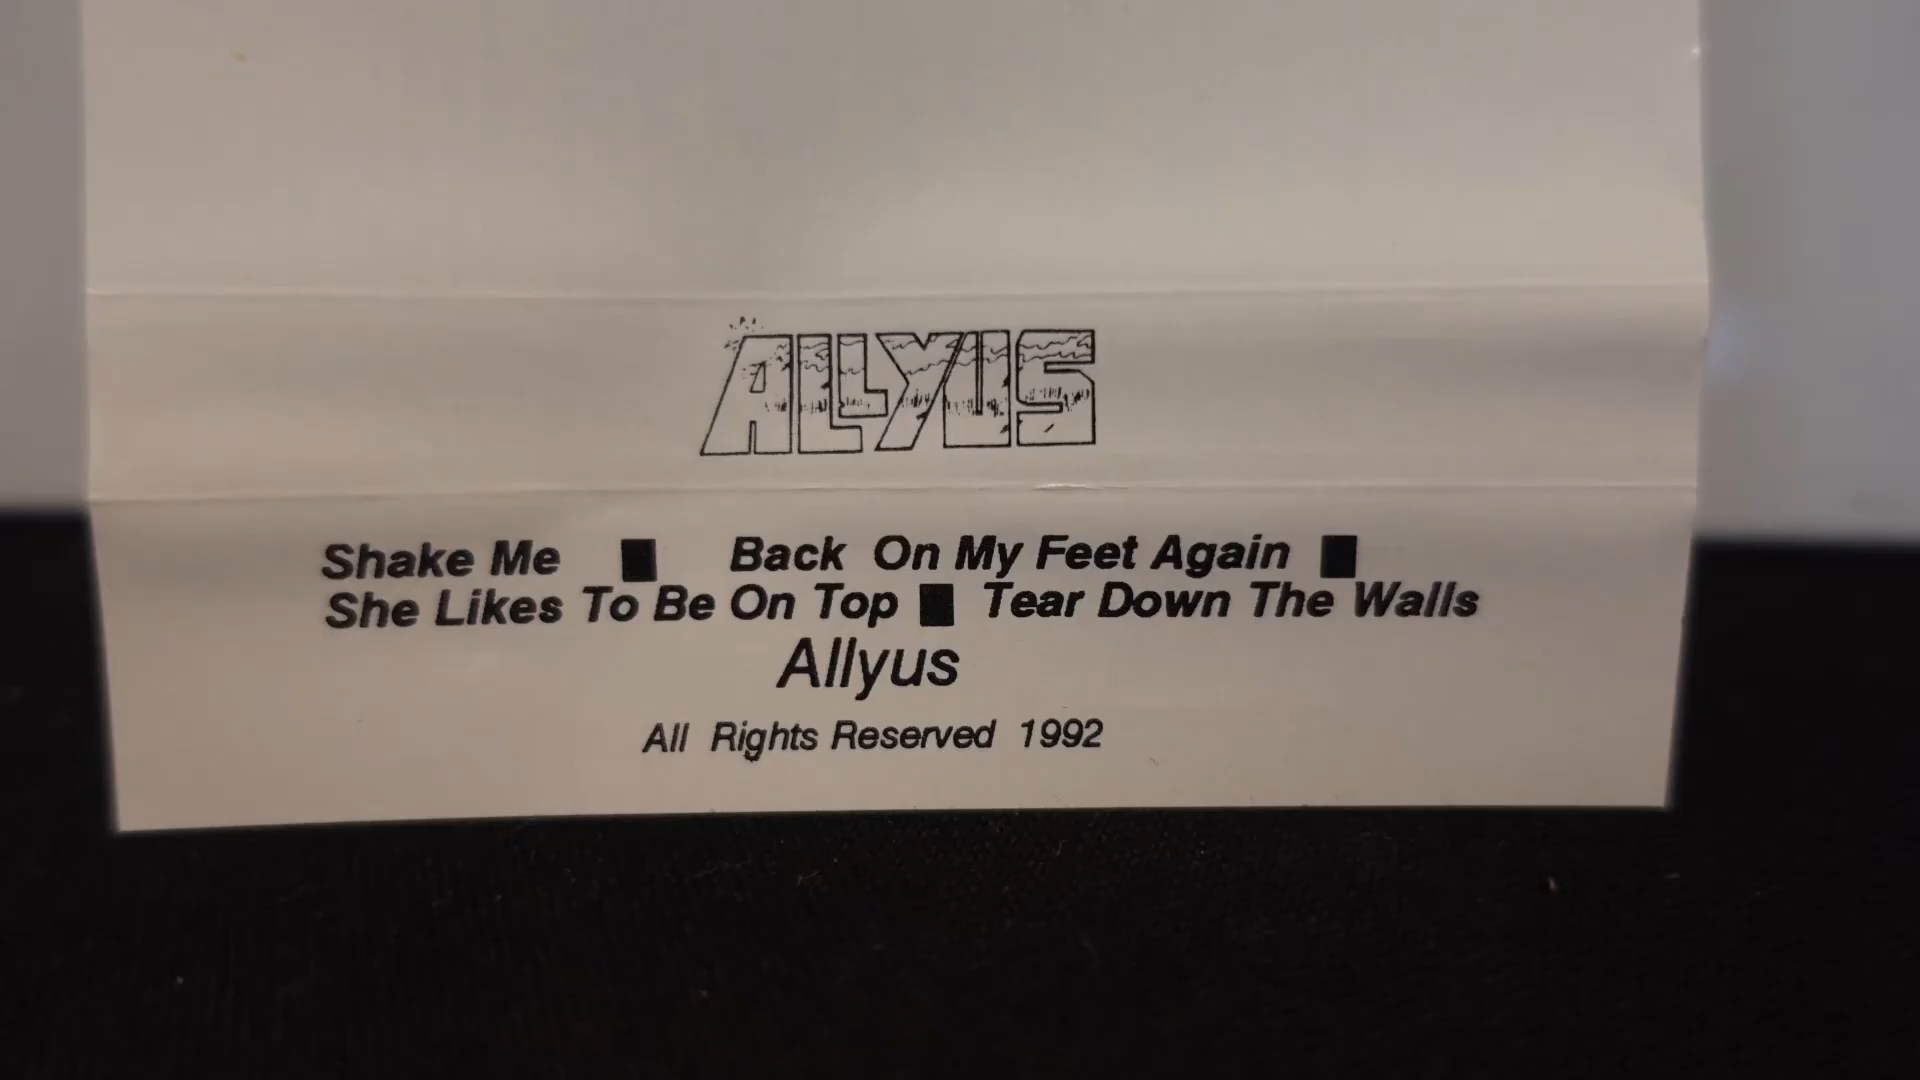 ALLYUS
Shake Me ■ Back On My Feet Again ■
She Likes To Be On Top ■ Tear Down The Walls
Allyus
All Rights Reserved 1992